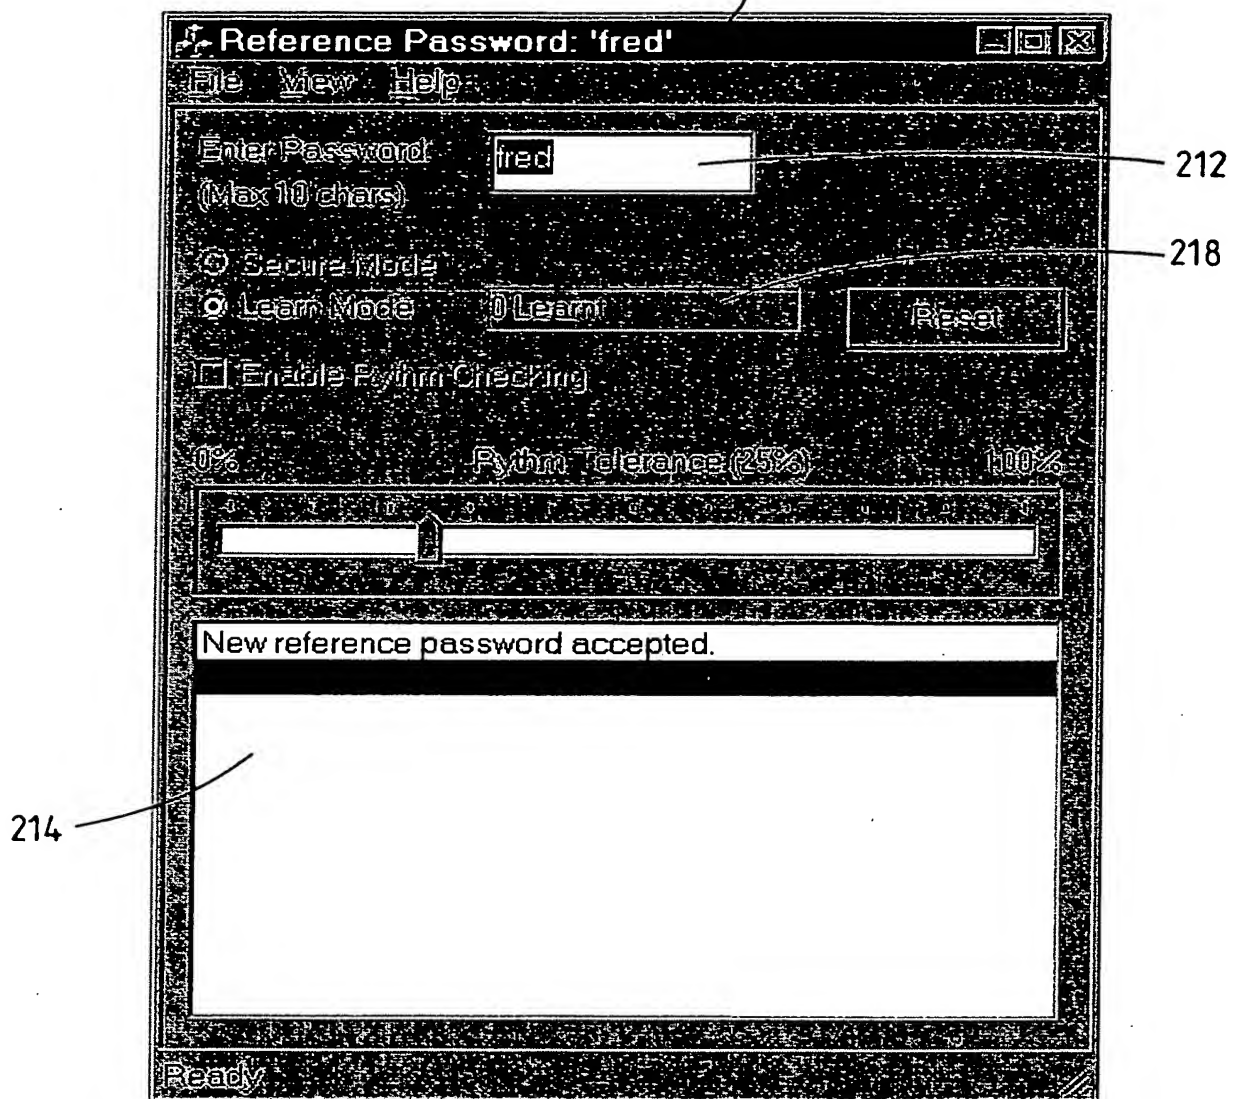 Reference Password: 'fred'
File View Help
Enter Password
(Max 10 chars)
fred
212
Secure Mode
218
Learn Mode
0 Learnt
Reset
Enable Rythm Checking
0%
Rythm Tolerance (25%)
100%
New reference password accepted.
214
Ready